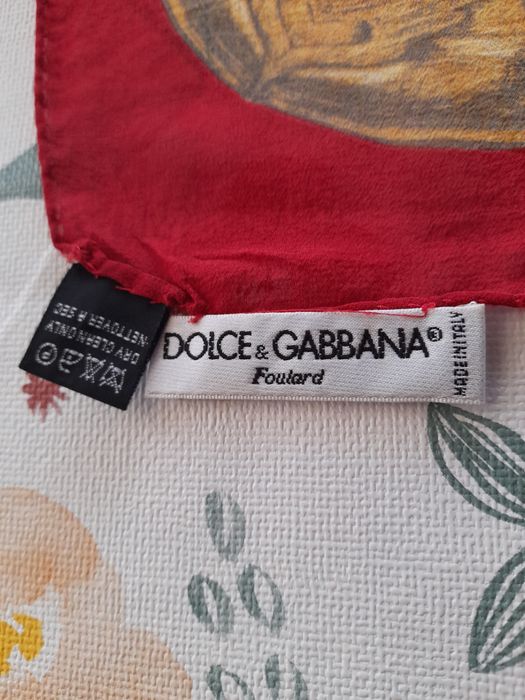 DOLCE & GABBANA®
Foulard
MADE IN ITALY
DRY CLEAN ONLY
NETTOYER A SEC